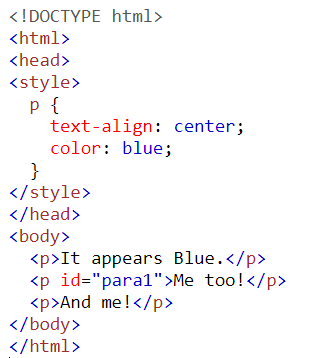 <!DOCTYPE html>
<html>
<head>
<style>
  p {
    text-align: center;
    color: blue;
  }
</style>
</head>
<body>
  <p>It appears Blue.</p>
  <p id="para1">Me too!</p>
  <p>And me!</p>
</body>
</html>